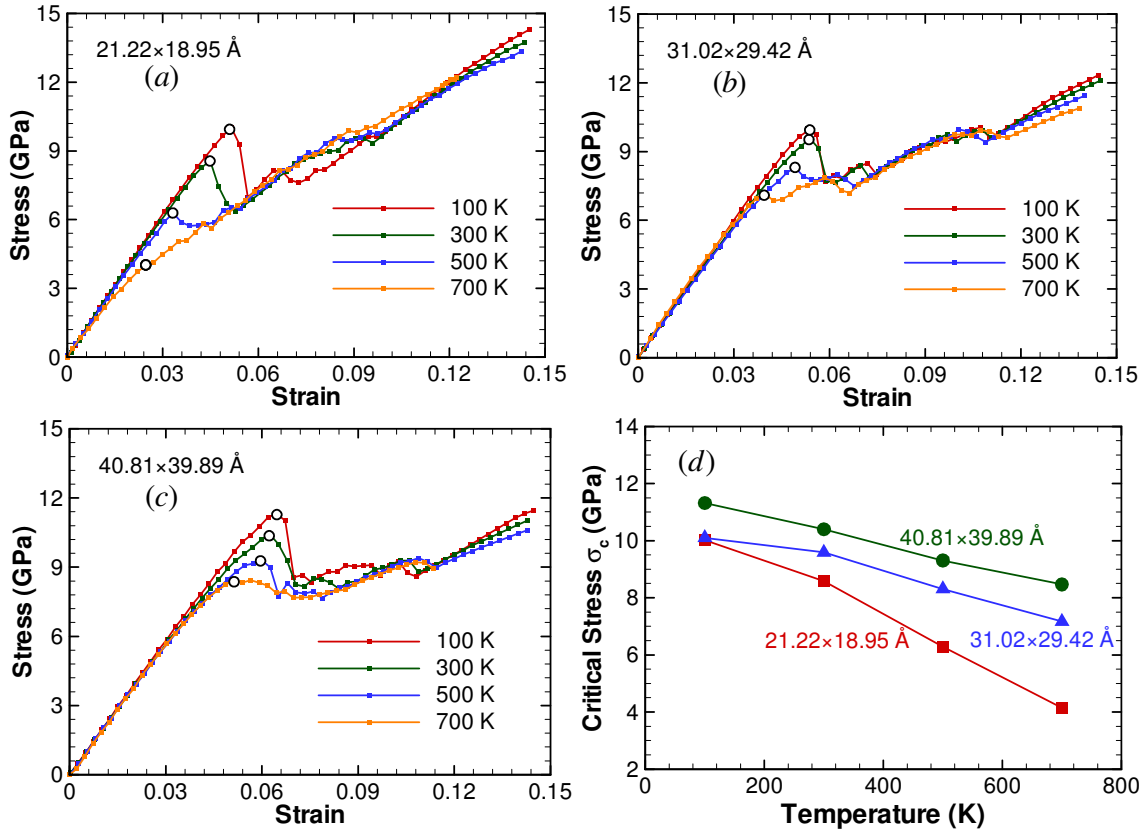 21.22×18.95 Å
(a)
Stress (GPa)
15
12
9
6
3
0
100 K
300 K
500 K
700 K
0 0.03 0.06 0.09 0.12 0.15
Strain
31.02×29.42 Å
(b)
Stress (GPa)
15
12
9
6
3
0
100 K
300 K
500 K
700 K
0 0.03 0.06 0.09 0.12 0.15
Strain
40.81×39.89 Å
(c)
Stress (GPa)
15
12
9
6
3
0
100 K
300 K
500 K
700 K
0 0.03 0.06 0.09 0.12 0.15
Strain
(d)
Critical Stress σc (GPa)
14
12
10
8
6
4
2
40.81×39.89 Å
31.02×29.42 Å
21.22×18.95 Å
0 200 400 600 800
Temperature (K)